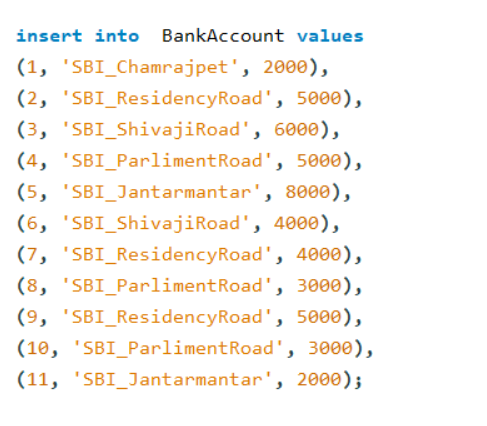 insert into  BankAccount values
(1, 'SBI_Chamrajpet', 2000),
(2, 'SBI_ResidencyRoad', 5000),
(3, 'SBI_ShivajiRoad', 6000),
(4, 'SBI_ParlimentRoad', 5000),
(5, 'SBI_Jantarmantar', 8000),
(6, 'SBI_ShivajiRoad', 4000),
(7, 'SBI_ResidencyRoad', 4000),
(8, 'SBI_ParlimentRoad', 3000),
(9, 'SBI_ResidencyRoad', 5000),
(10, 'SBI_ParlimentRoad', 3000),
(11, 'SBI_Jantarmantar', 2000);